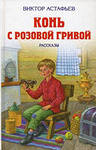 ВИКТОР АСТАФЬЕВ
КОНЬ
С РОЗОВОЙ ГРИВОЙ
РАССКАЗЫ